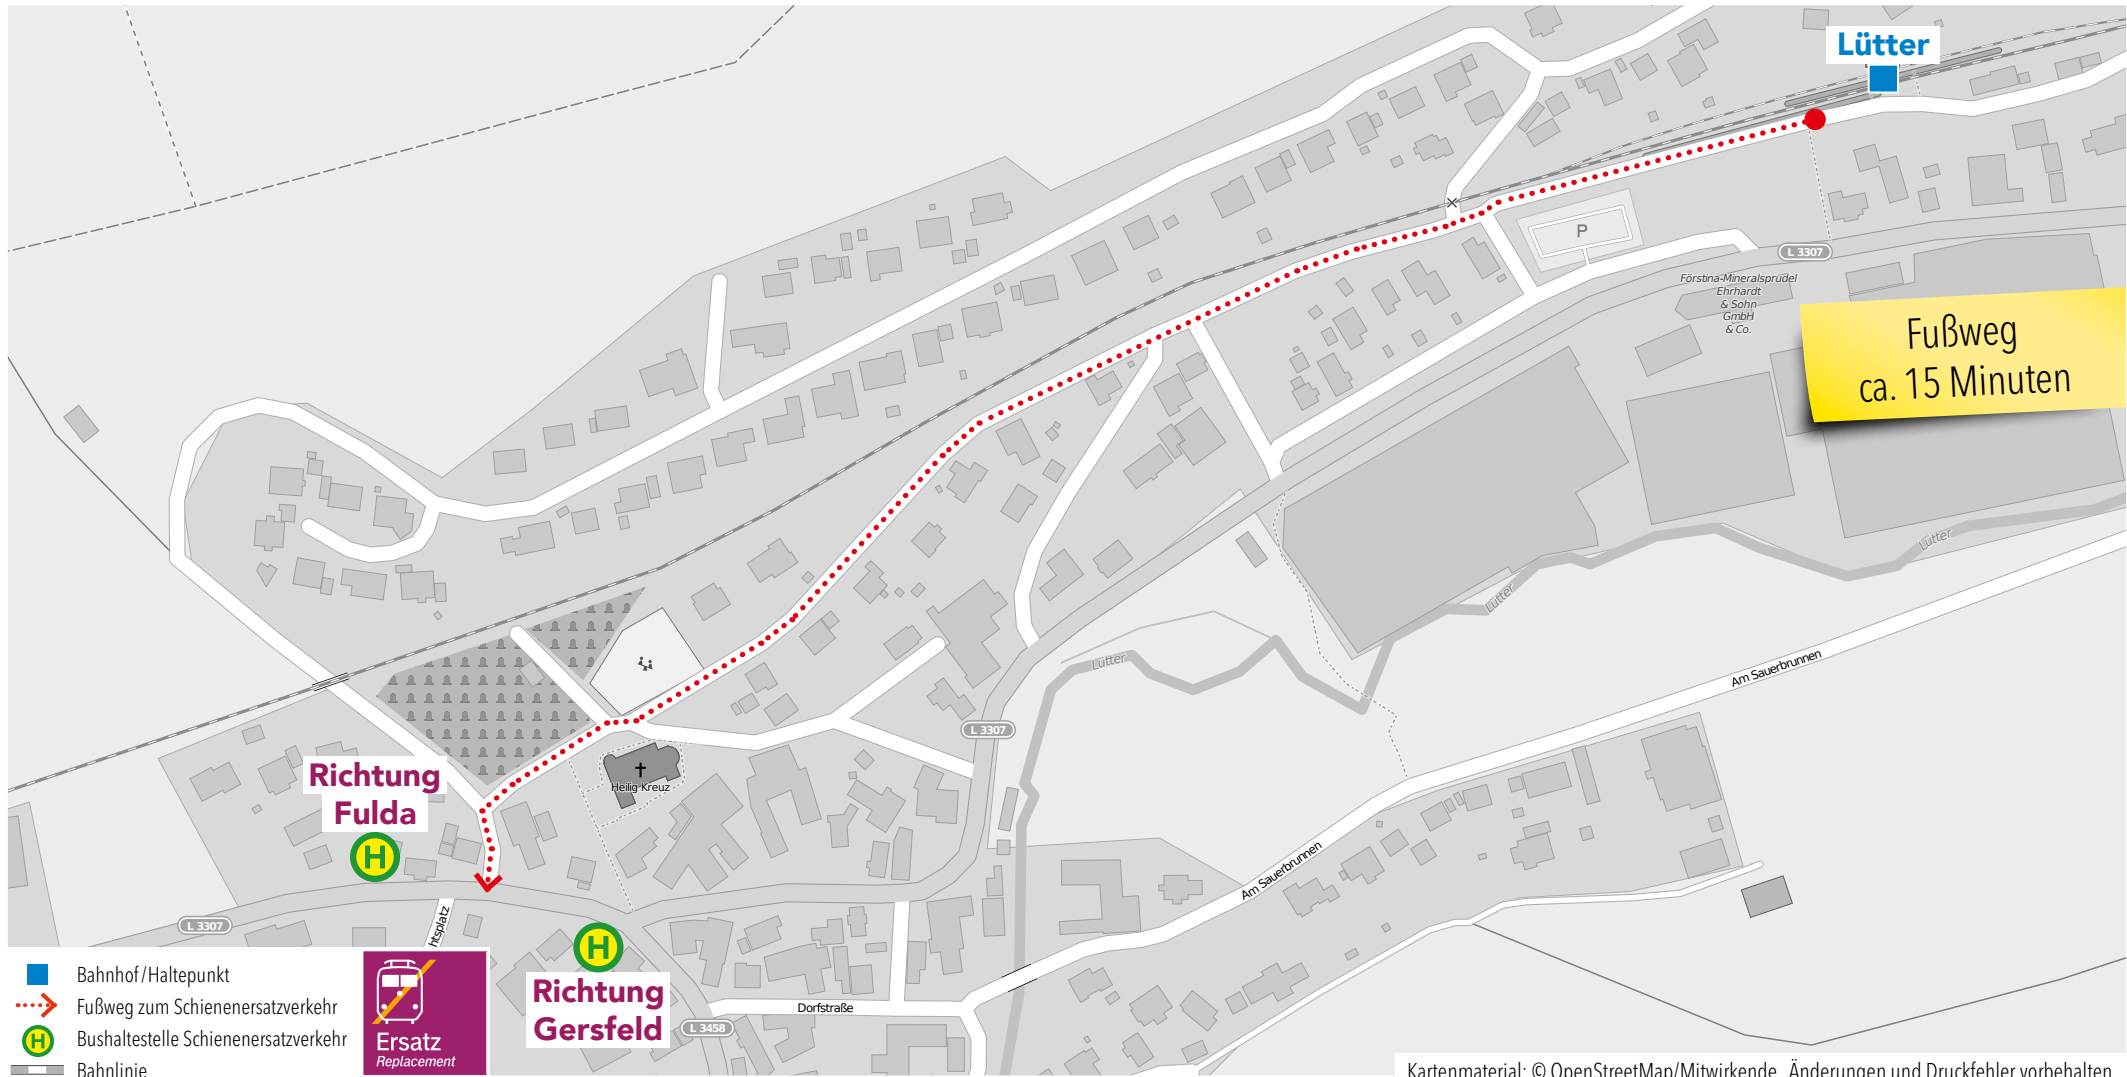 Lütter
P
L 3307
Förstina-Mineralsprudel
Ehrhardt
& Sohn
GmbH
& Co.
Fußweg
ca. 15 Minuten
Lütter
Lütter
Lütter
Am Sauerbrunnen
L 3307
Heilig Kreuz
Richtung
Fulda
H
Am Sauerbrunnen
L 3307
htsplatz
H
Richtung
Gersfeld
Dorfstraße
L 3458
Bahnhof/Haltepunkt
Fußweg zum Schienenersatzverkehr
H Bushaltestelle Schienenersatzverkehr
Bahnlinie
Ersatz
Replacement
Kartenmaterial: © OpenStreetMap/Mitwirkende Änderungen und Druckfehler vorbehalten